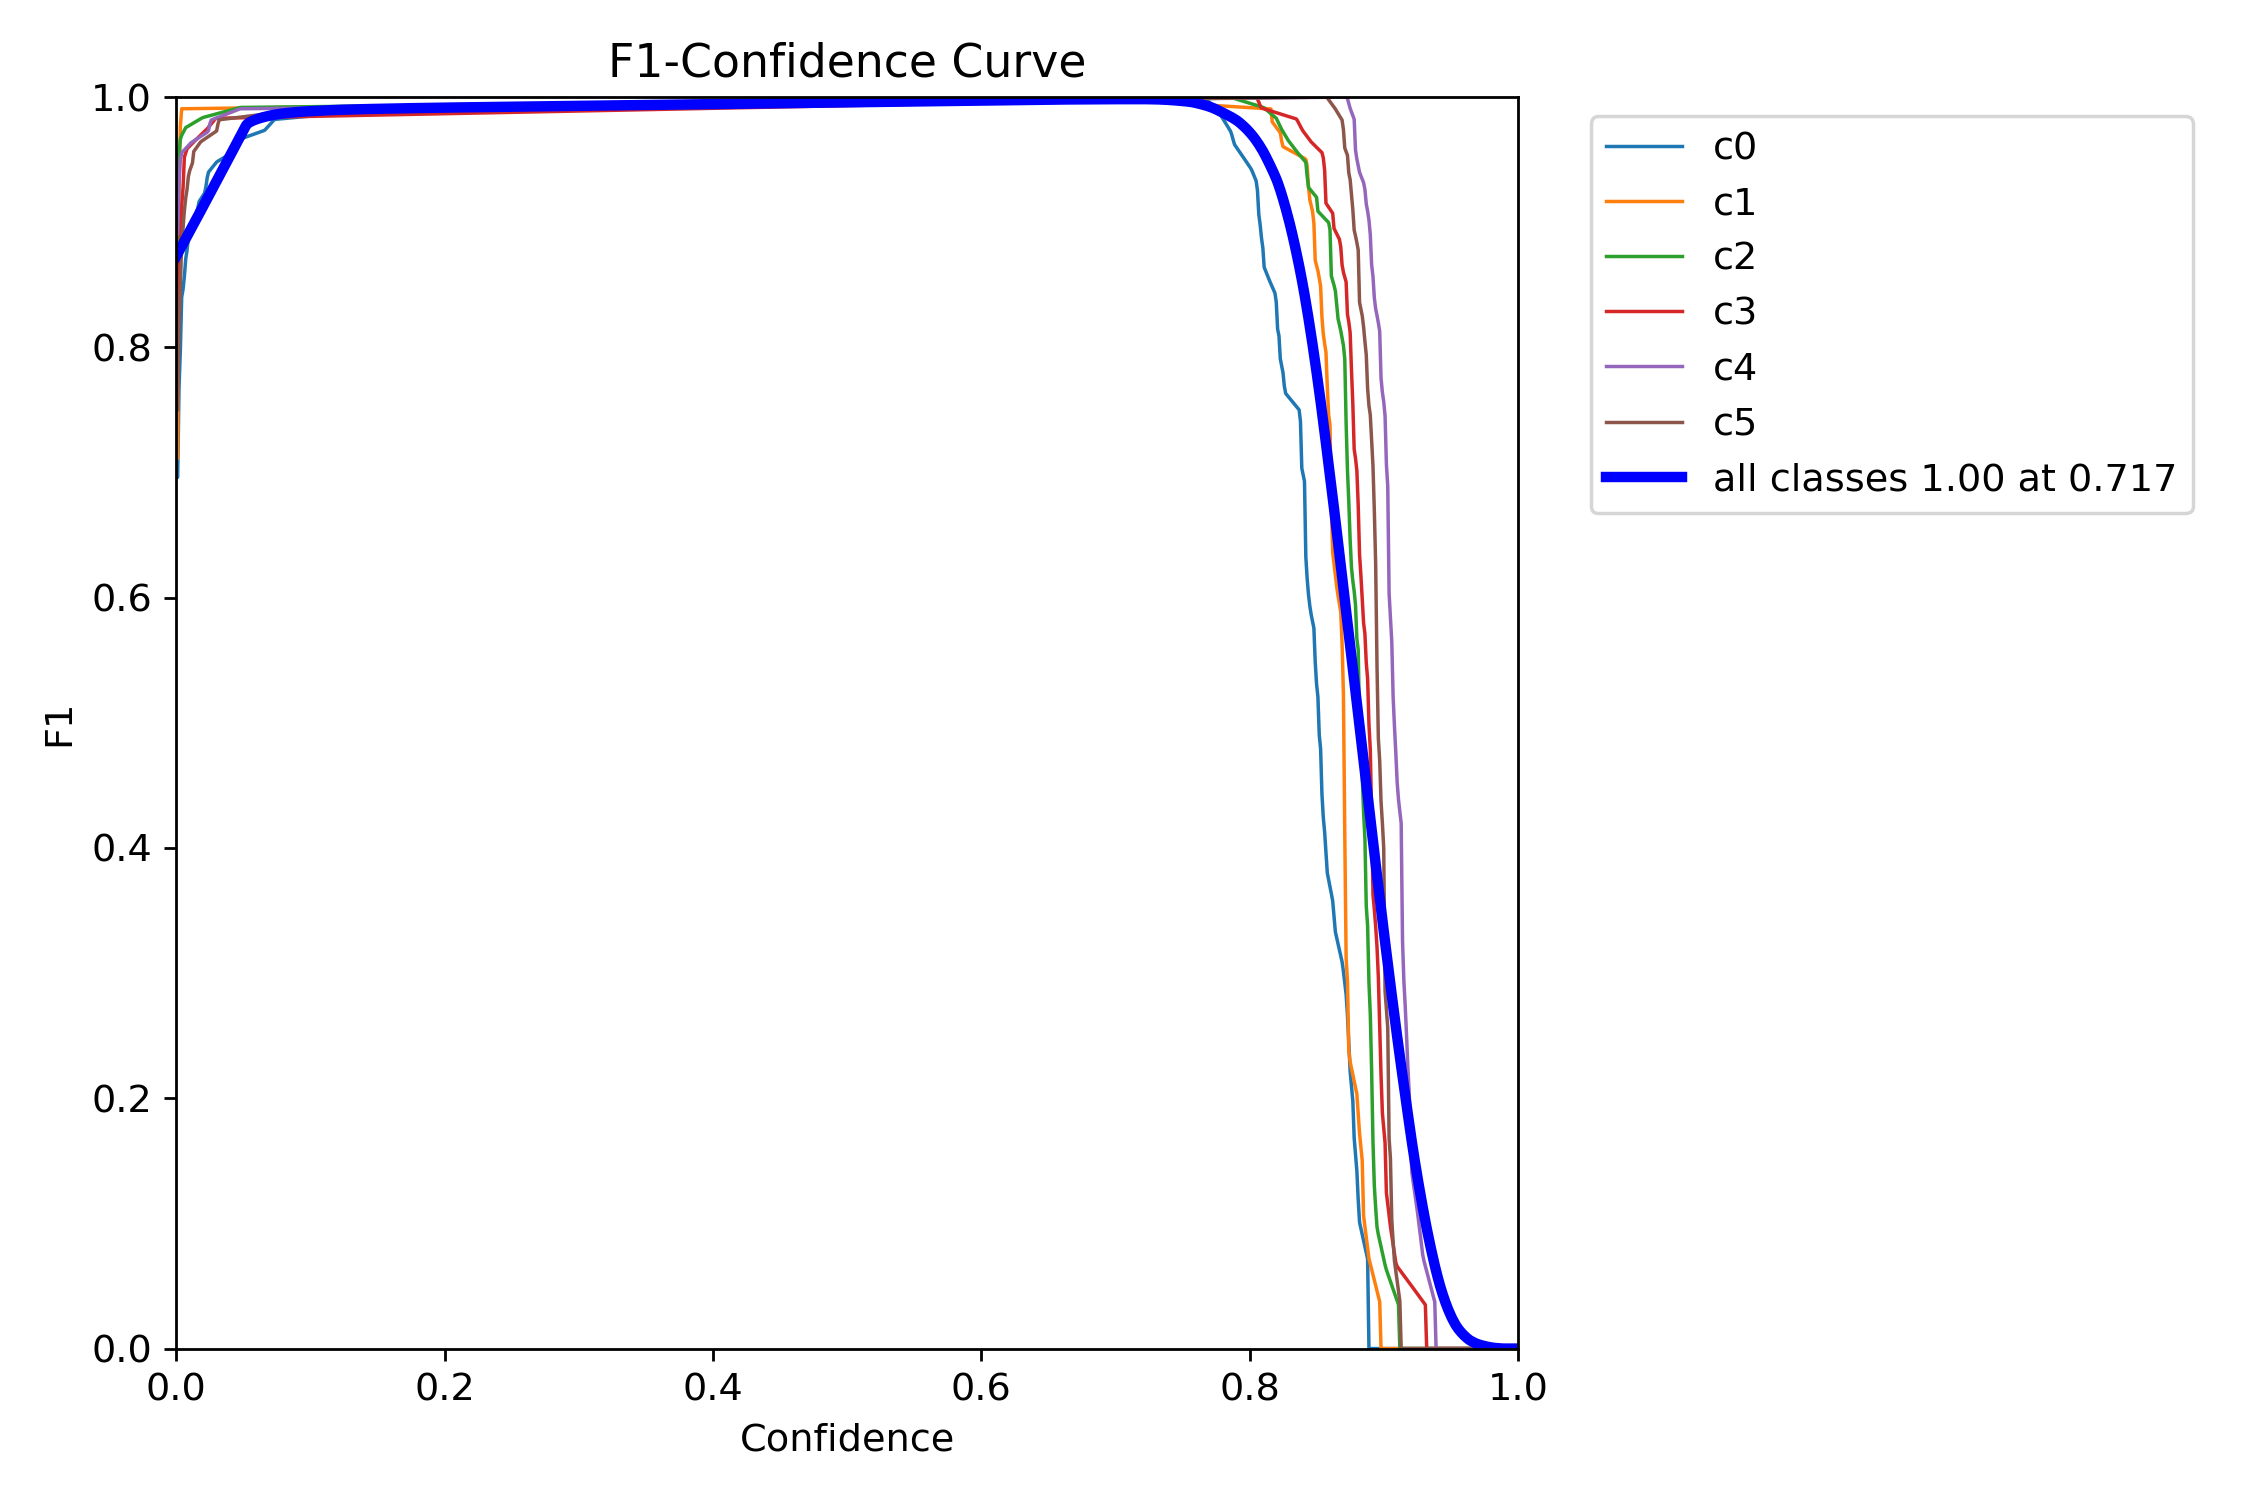 F1-Confidence Curve
1.0
0.8
0.6
0.4
0.2
0.0
F1
0.0 0.2 0.4 0.6 0.8 1.0
Confidence
c0
c1
c2
c3
c4
c5
all classes 1.00 at 0.717